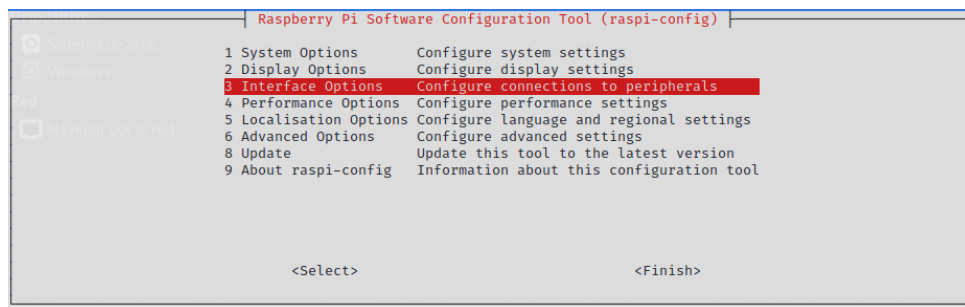 Raspberry Pi Software Configuration Tool (raspi-config)
Sistema de arch...
1 System Options Configure system settings
2 Display Options Configure display settings
Windows
3 Interface Options Configure connections to peripherals
Red
4 Performance Options Configure performance settings
5 Localisation Options Configure language and regional settings
Navegar por la red
6 Advanced Options Configure advanced settings
8 Update Update this tool to the latest version
9 About raspi-config Information about this configuration tool
<Select> <Finish>